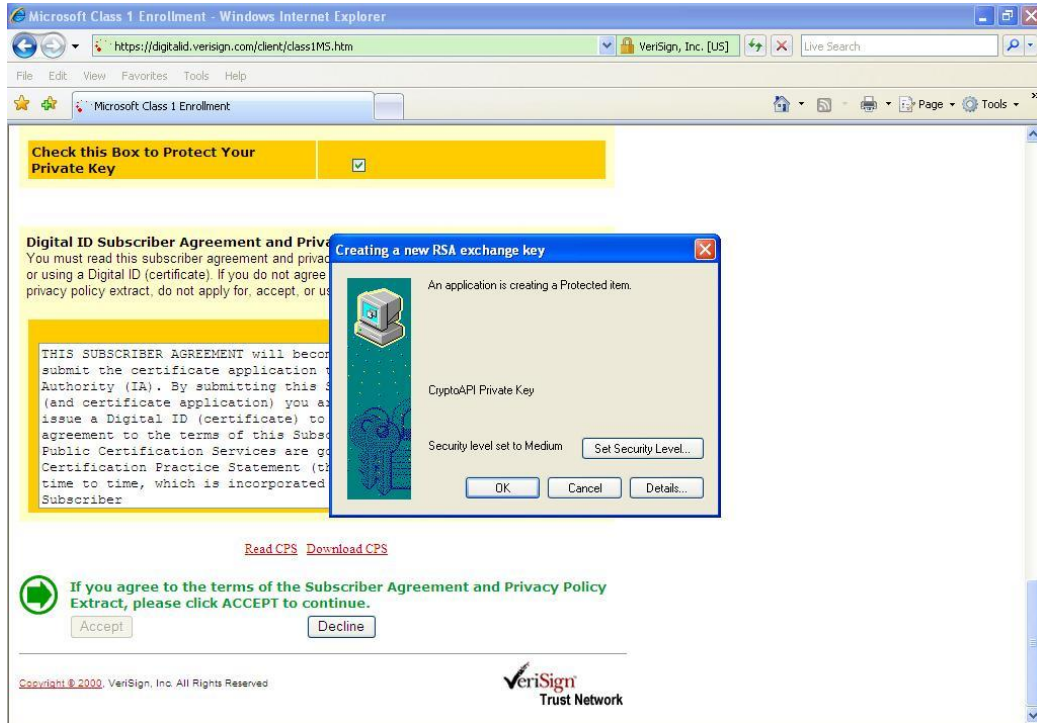 Microsoft Class 1 Enrollment - Windows Internet Explorer
https://digitalid.verisign.com/client/class1MS.htm
VeriSign, Inc. [US]
Live Search
File Edit View Favorites Tools Help
Microsoft Class 1 Enrollment
Page
Tools
Check this Box to Protect Your
Private Key
Digital ID Subscriber Agreement and Priva
You must read this subscriber agreement and privac
or using a Digital ID (certificate). If you do not agree
privacy policy extract, do not apply for, accept, or us
THIS SUBSCRIBER AGREEMENT will becom
submit the certificate application t
Authority (IA). By submitting this S
(and certificate application) you ar
issue a Digital ID (certificate) to
agreement to the terms of this Subsc
Public Certification Services are go
Certification Practice Statement (th
time to time, which is incorporated
Subscriber
Creating a new RSA exchange key
An application is creating a Protected item.
CryptoAPI Private Key
Security level set to Medium
Set Security Level...
OK
Cancel
Details...
Read CPS Download CPS
If you agree to the terms of the Subscriber Agreement and Privacy Policy
Extract, please click ACCEPT to continue.
Accept
Decline
Copyright © 2000, VeriSign, Inc. All Rights Reserved
VeriSign
Trust Network